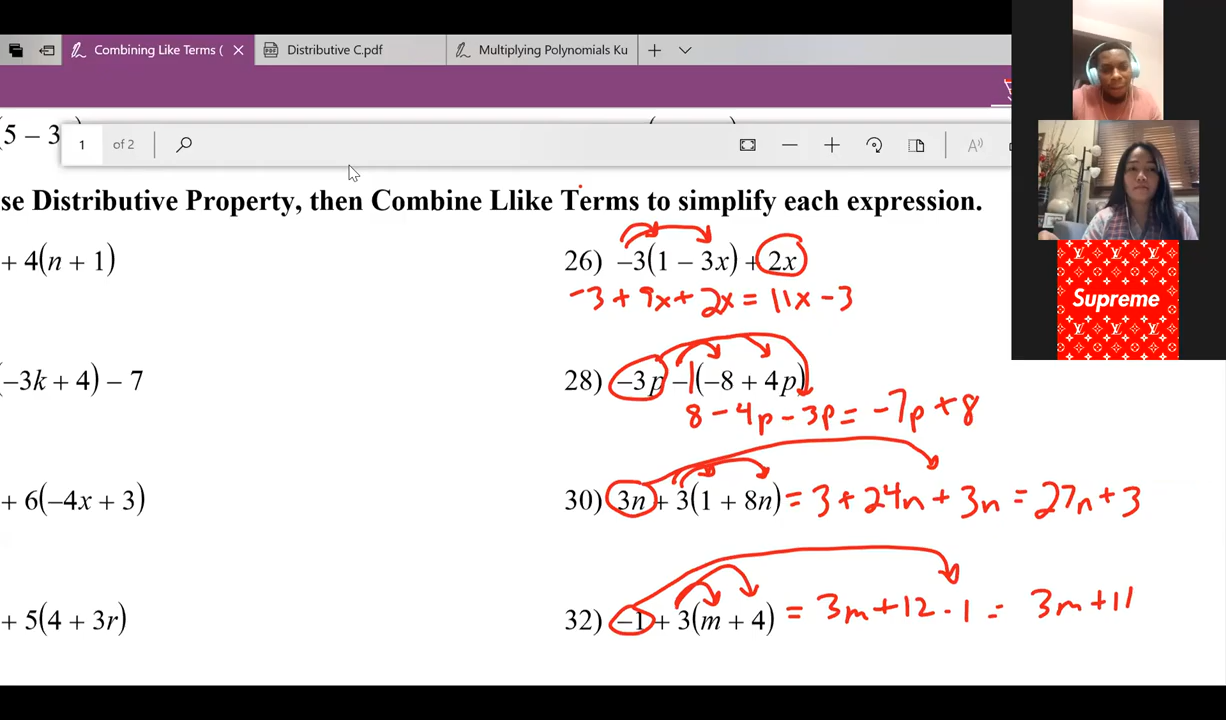 Combining Like Terms (
Distributive C.pdf
Multiplying Polynomials Ku
(5 – 3
1 of 2
se Distributive Property, then Combine Llike Terms to simplify each expression.
+ 4(n + 1)
26) –3(1 – 3x) + 2x
-3 + 9x + 2x = 11x - 3
Supreme
(–3k + 4) – 7
28) –3p – 1(–8 + 4p)
8 - 4p - 3p = -7p + 8
+ 6(–4x + 3)
30) 3n + 3(1 + 8n) = 3 + 24n + 3n = 27n + 3
+ 5(4 + 3r)
32) –1 + 3(m + 4) = 3m + 12 - 1 = 3m + 11